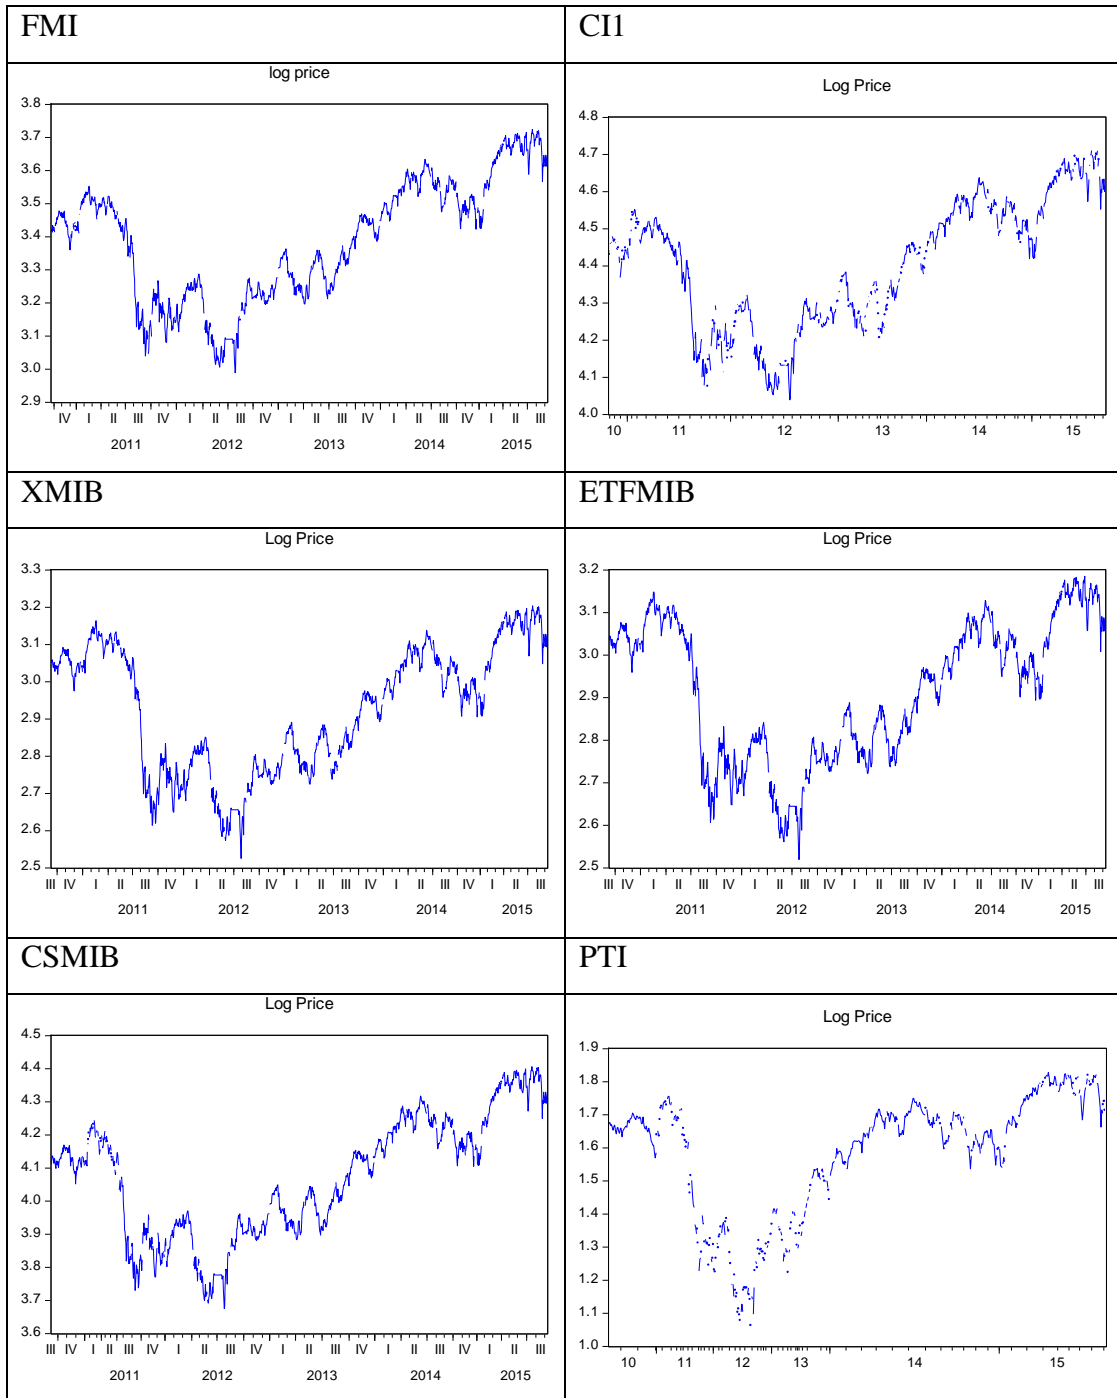 FMI
CI1
log price
3.8
3.7
3.6
3.5
3.4
3.3
3.2
3.1
3.0
2.9
IV I II III IV I II III IV I II III IV I II III IV I II III
2011 2012 2013 2014 2015
Log Price
4.8
4.7
4.6
4.5
4.4
4.3
4.2
4.1
4.0
10 11 12 13 14 15
XMIB
ETFMIB
Log Price
3.3
3.2
3.1
3.0
2.9
2.8
2.7
2.6
2.5
III IV I II III IV I II III IV I II III IV I II III IV I II III
2011 2012 2013 2014 2015
Log Price
3.2
3.1
3.0
2.9
2.8
2.7
2.6
2.5
III IV I II III IV I II III IV I II III IV I II III IV I II III
2011 2012 2013 2014 2015
CSMIB
PTI
Log Price
4.5
4.4
4.3
4.2
4.1
4.0
3.9
3.8
3.7
3.6
III IV I II III IV I II III IV I II III IV I II III IV I II III
2011 2012 2013 2014 2015
Log Price
1.9
1.8
1.7
1.6
1.5
1.4
1.3
1.2
1.1
1.0
10 11 12 13 14 15